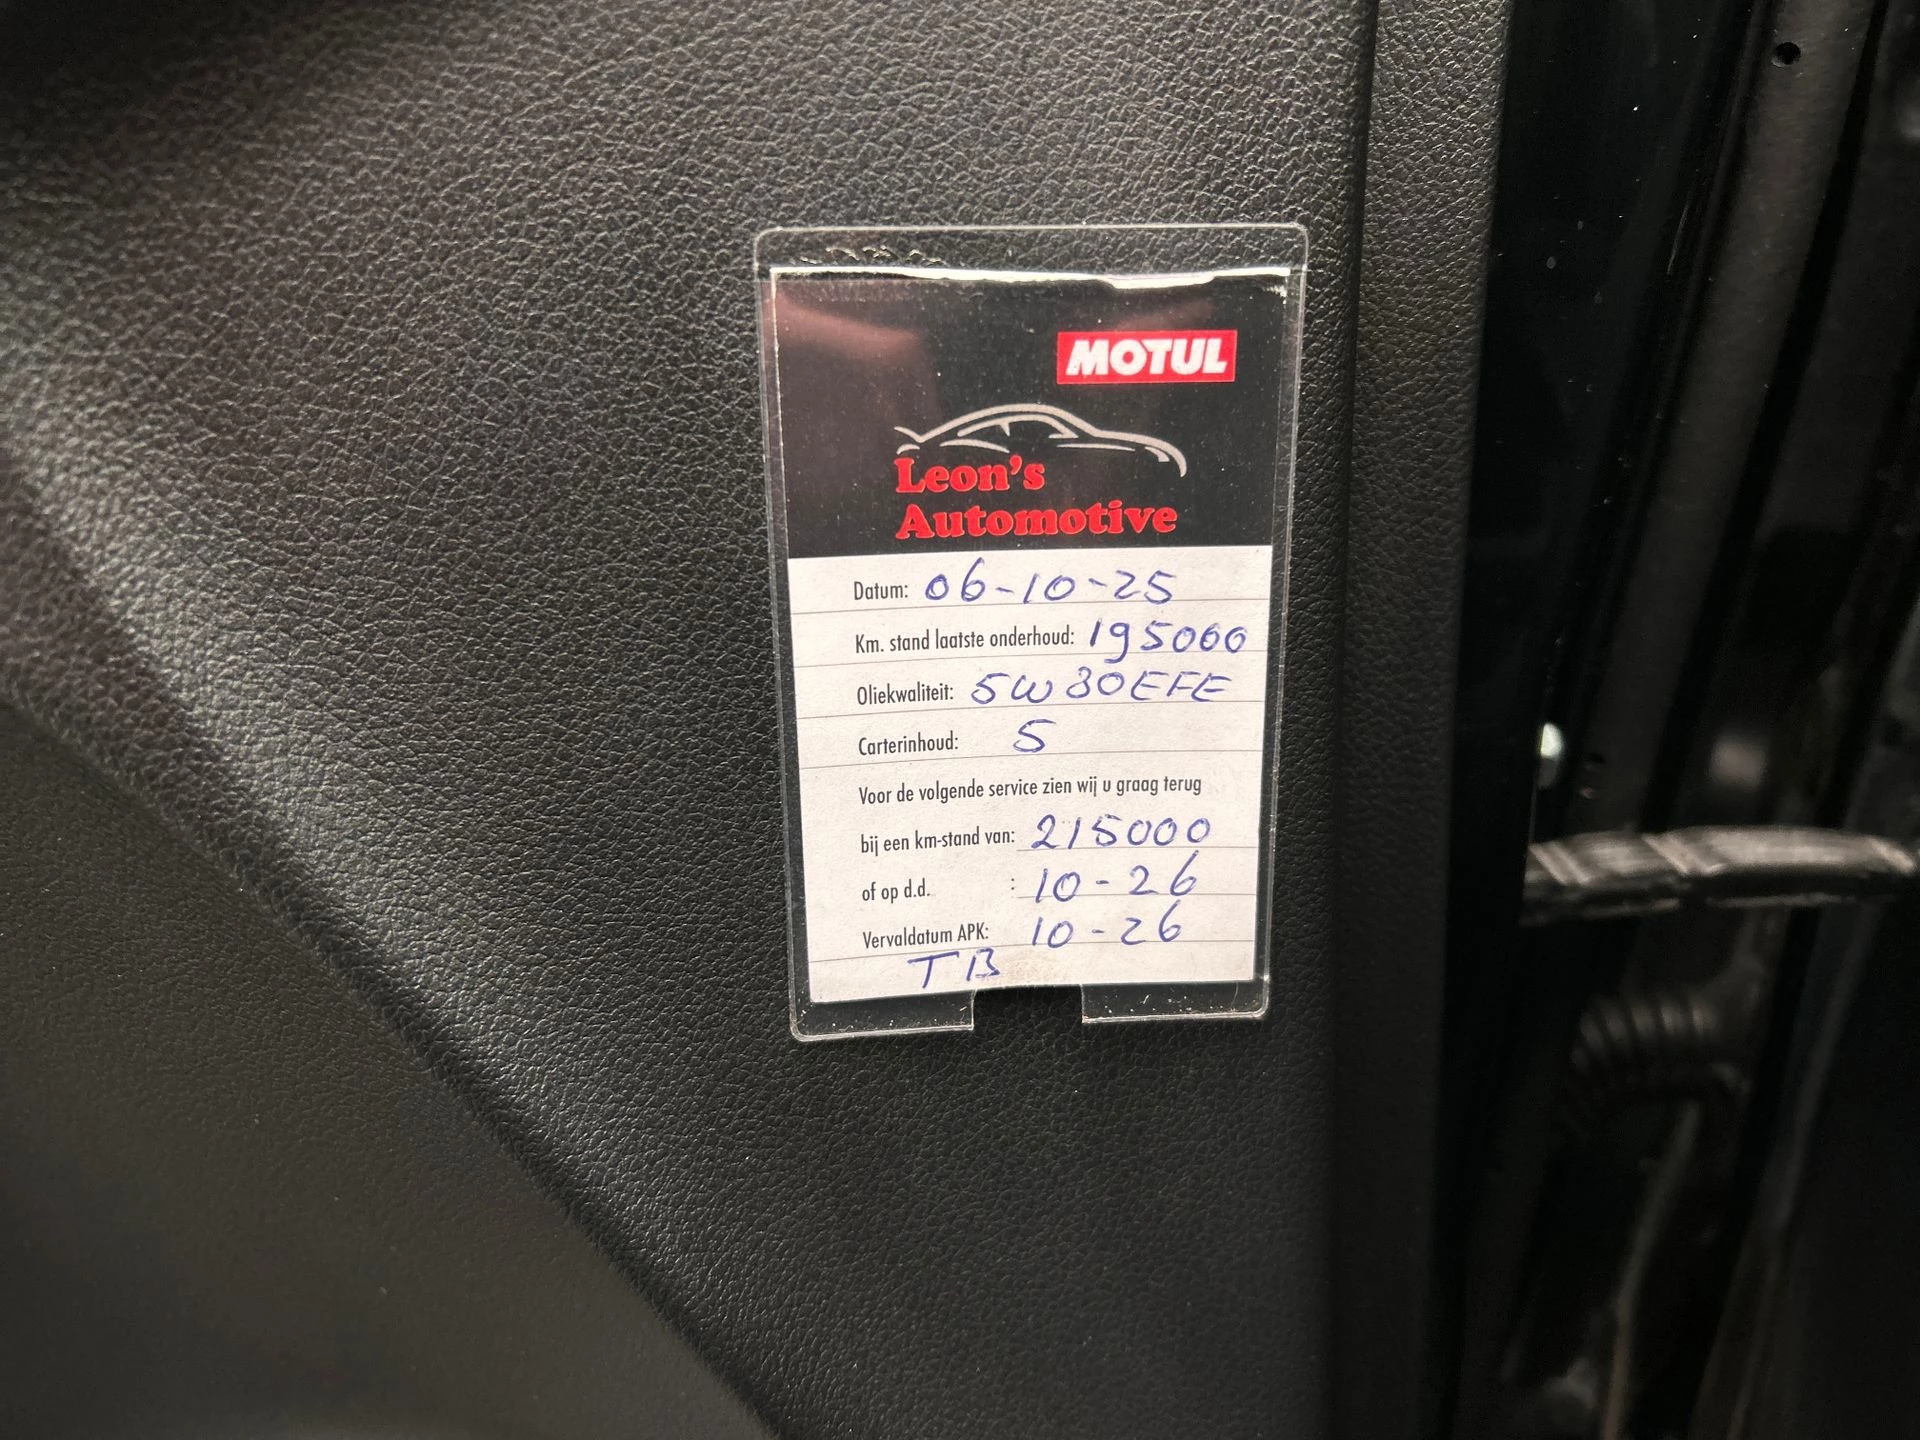 MOTUL
Leon's
Automotive
Datum: 06-10-25
Km. stand laatste onderhoud: 195000
Oliekwaliteit: 5W30EFE
Carterinhoud: 5
Voor de volgende service zien wij u graag terug
bij een km-stand van: 215000
of op d.d. : 10-26
Vervaldatum APK: 10-26
TB